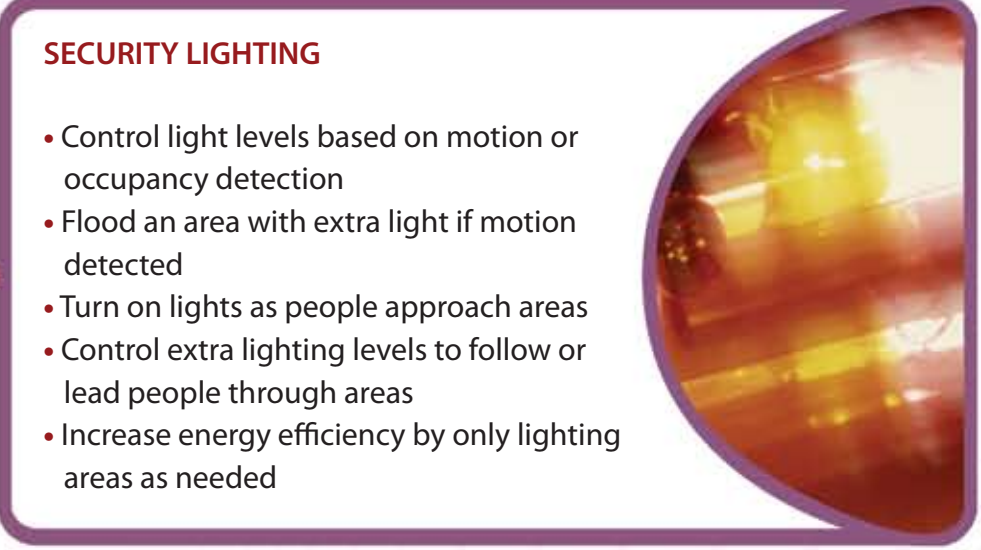 SECURITY LIGHTING
• Control light levels based on motion or
occupancy detection
• Flood an area with extra light if motion
detected
• Turn on lights as people approach areas
• Control extra lighting levels to follow or
lead people through areas
• Increase energy efficiency by only lighting
areas as needed